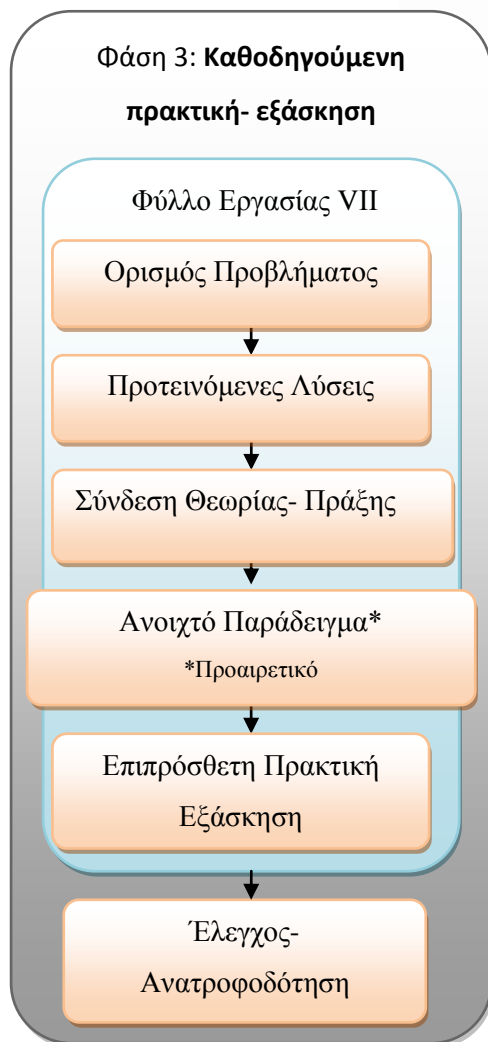 Φάση 3: Καθοδηγούμενη
πρακτική- εξάσκηση
Φύλλο Εργασίας VII
Ορισμός Προβλήματος
Προτεινόμενες Λύσεις
Σύνδεση Θεωρίας- Πράξης
Ανοιχτό Παράδειγμα*
*Προαιρετικό
Επιπρόσθετη Πρακτική
Εξάσκηση
Έλεγχος-
Ανατροφοδότηση